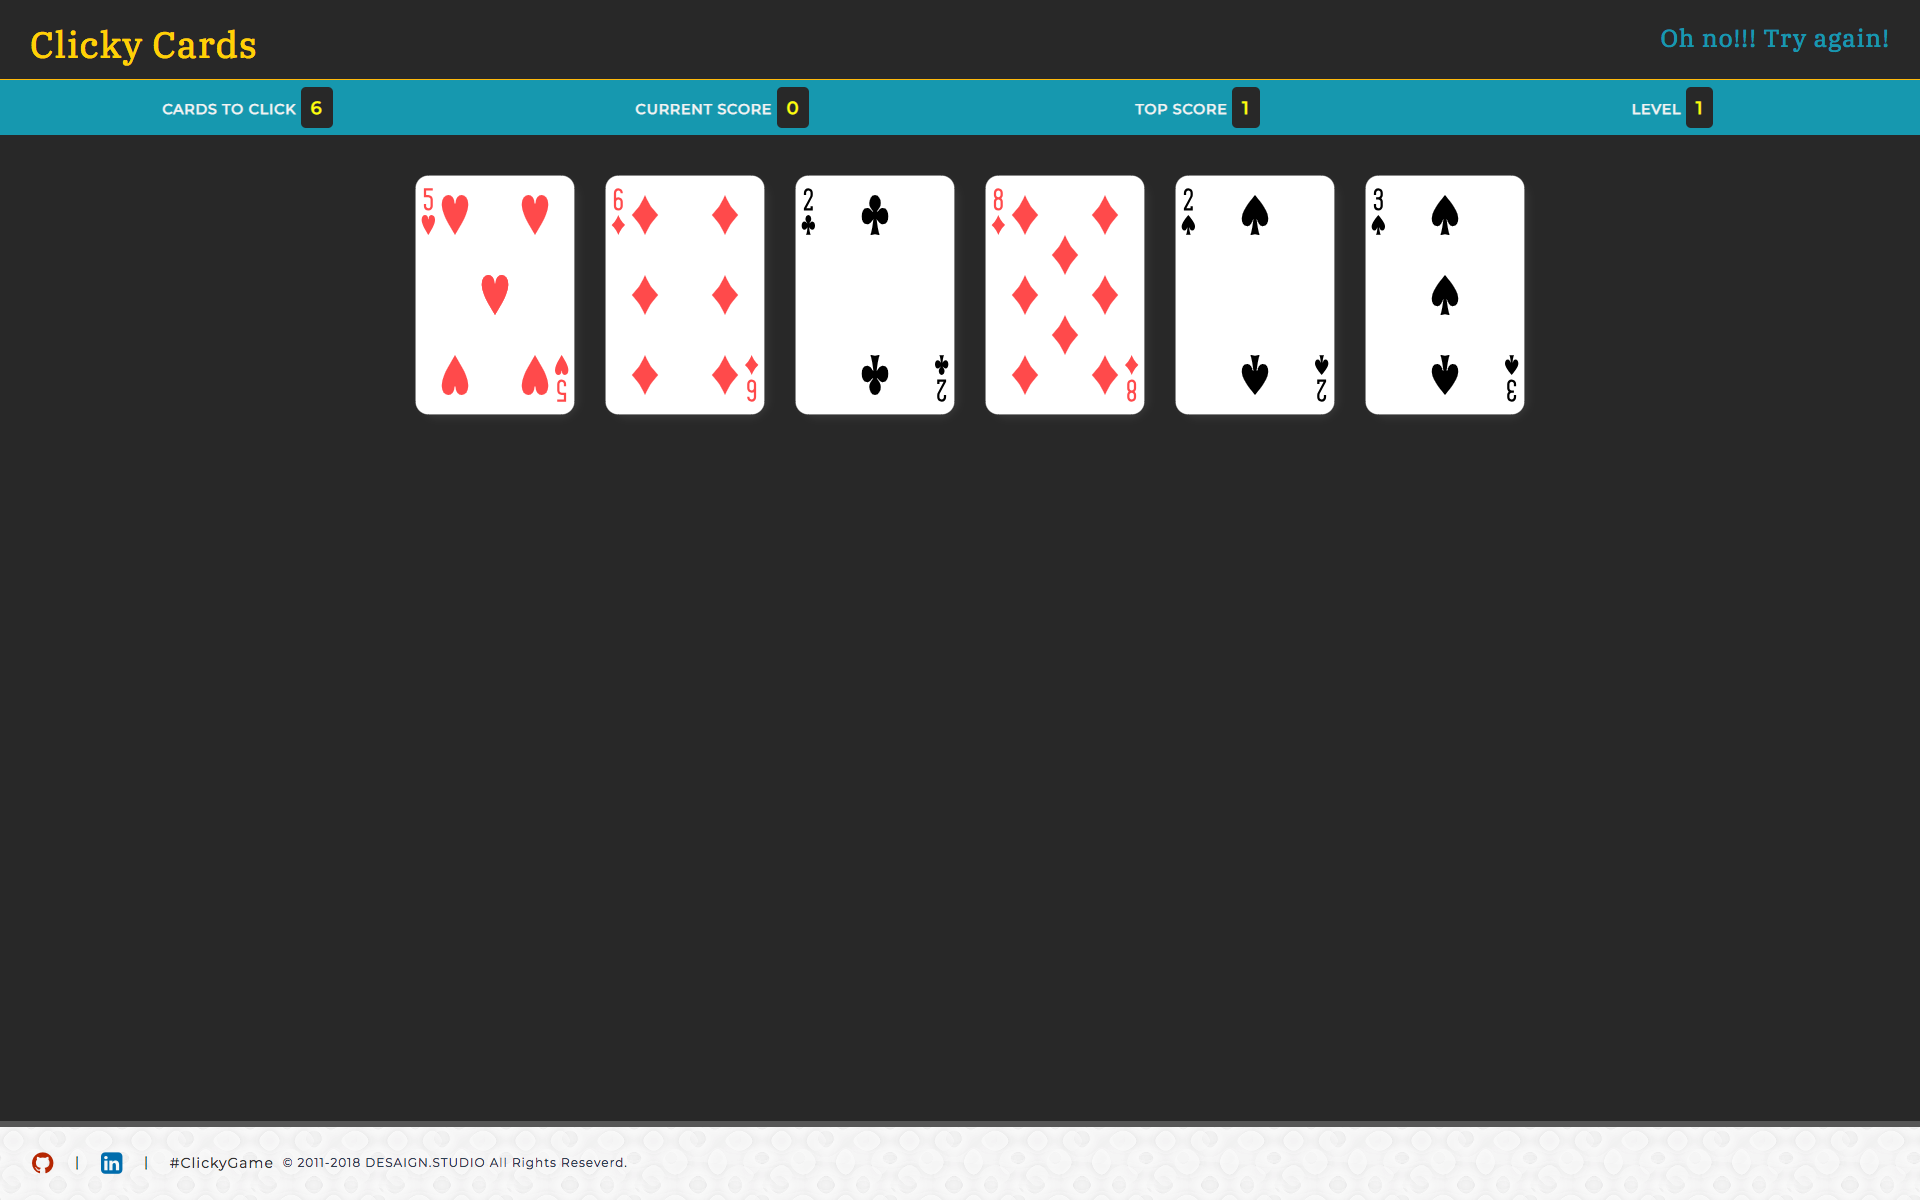 Clicky Cards
Oh no!!! Try again!
CARDS TO CLICK 6
CURRENT SCORE 0
TOP SCORE 1
LEVEL 1
5 6 2 8 2 3
5 6 2 8 2 3
| | #ClickyGame © 2011-2018 DESAIGN.STUDIO All Rights Reseverd.